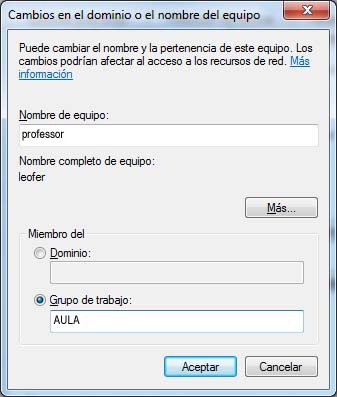 Cambios en el dominio o el nombre del equipo
Puede cambiar el nombre y la pertenencia de este equipo. Los
cambios podrían afectar al acceso a los recursos de red. Más
información
Nombre de equipo:
professor
Nombre completo de equipo:
leofer
Más...
Miembro del
Dominio:
Grupo de trabajo:
AULA
Aceptar
Cancelar